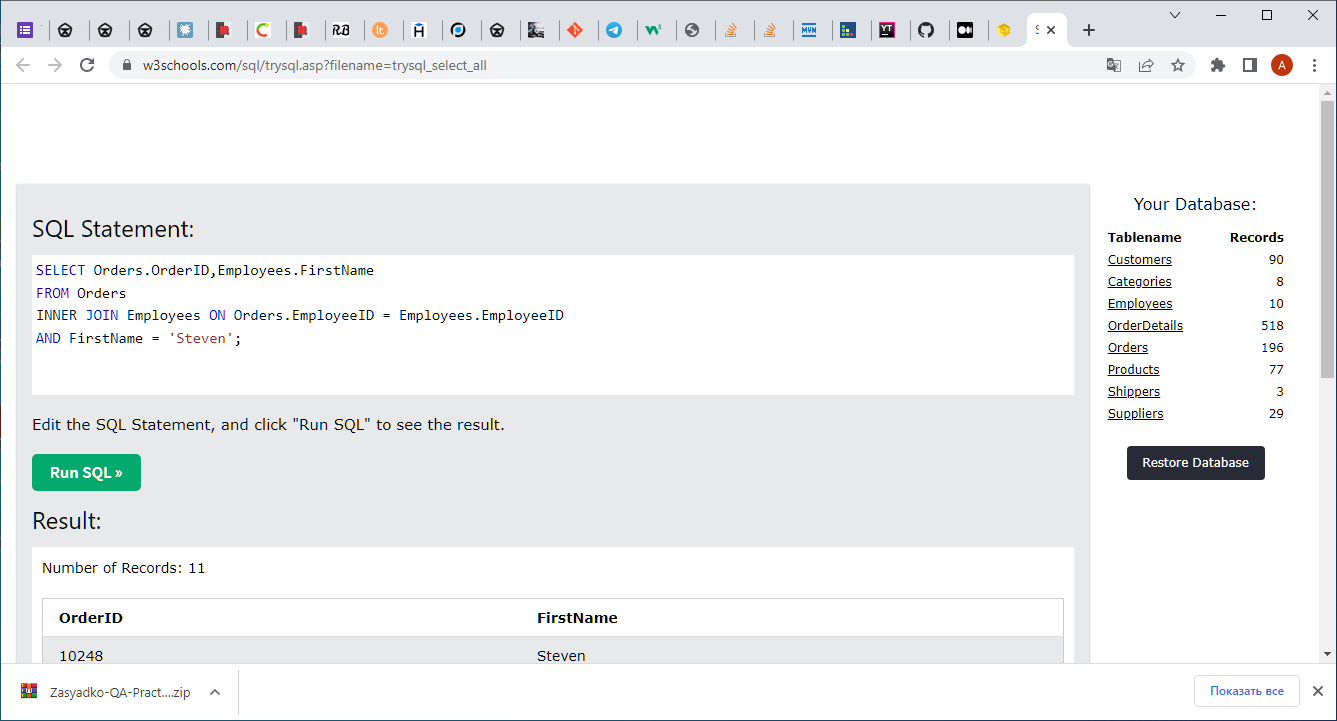 w3schools.com/sql/trysql.asp?filename=trysql_select_all
A
SQL Statement:
SELECT Orders.OrderID,Employees.FirstName
FROM Orders
INNER JOIN Employees ON Orders.EmployeeID = Employees.EmployeeID
AND FirstName = 'Steven';
Edit the SQL Statement, and click "Run SQL" to see the result.
Run SQL »
Result:
Number of Records: 11
OrderID FirstName
10248 Steven
Your Database:
Tablename Records
Customers 90
Categories 8
Employees 10
OrderDetails 518
Orders 196
Products 77
Shippers 3
Suppliers 29
Restore Database
Zasyadko-QA-Pract....zip
Показать все